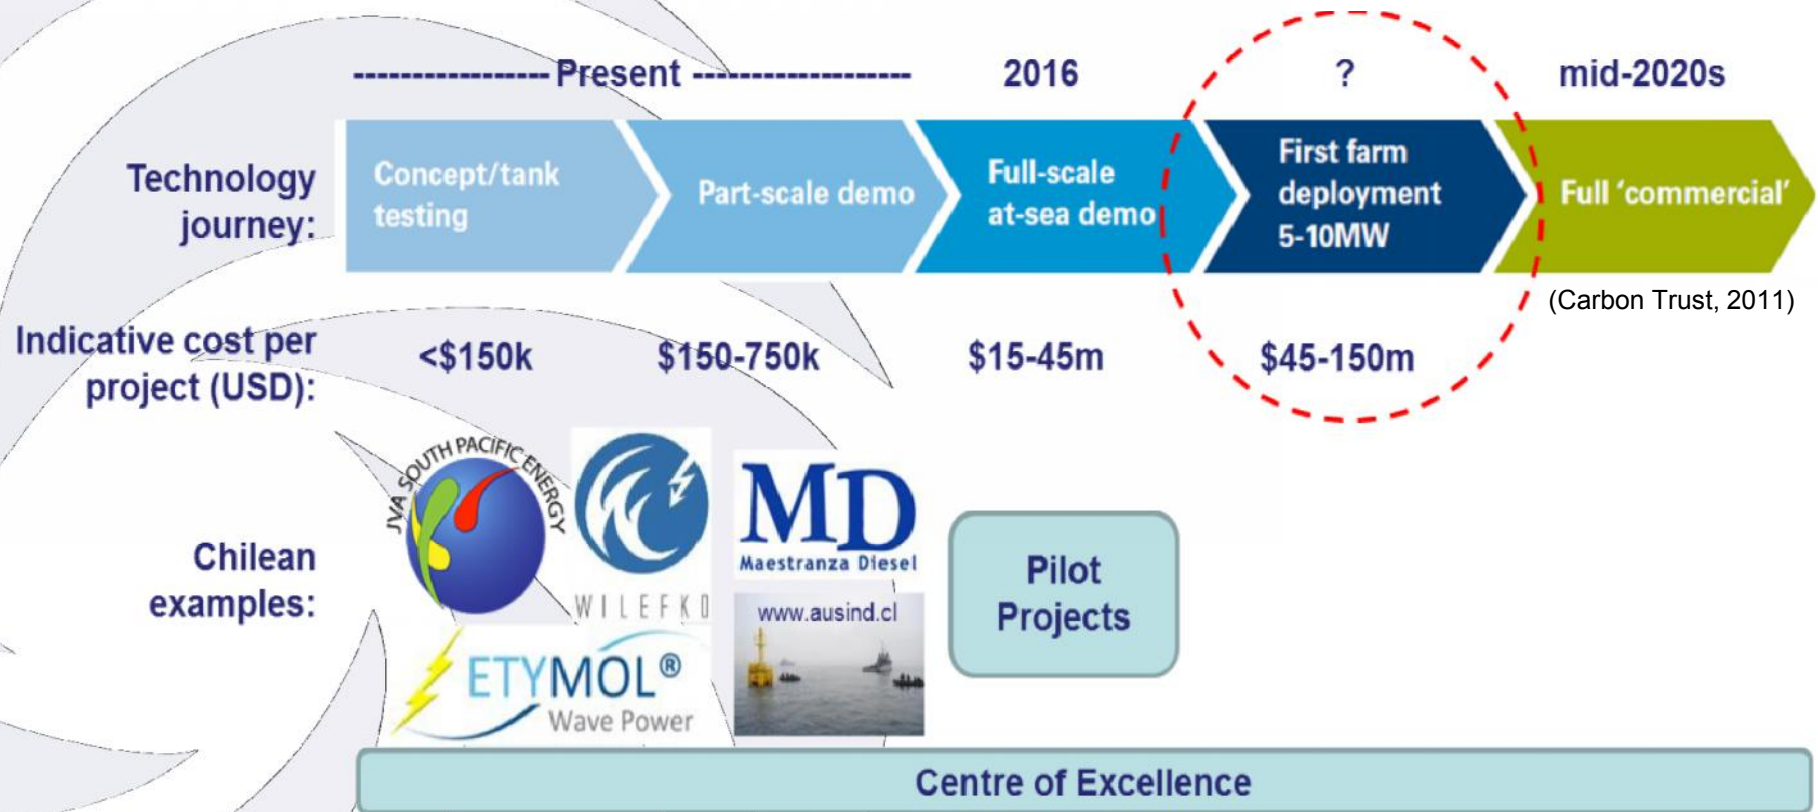 ---------------- Present ------------------
2016
?
mid-2020s
Technology
journey:
Concept/tank
testing
Part-scale demo
Full-scale
at-sea demo
First farm
deployment
5-10MW
Full ‘commercial’
(Carbon Trust, 2011)
Indicative cost per
project (USD):
<$150k
$150-750k
$15-45m
$45-150m
Chilean
examples:
JVA SOUTH PACIFIC ENERGY
WILEFKO
MD
Maestranza Diesel
ETYMOL®
Wave Power
www.ausind.cl
Pilot
Projects
Centre of Excellence